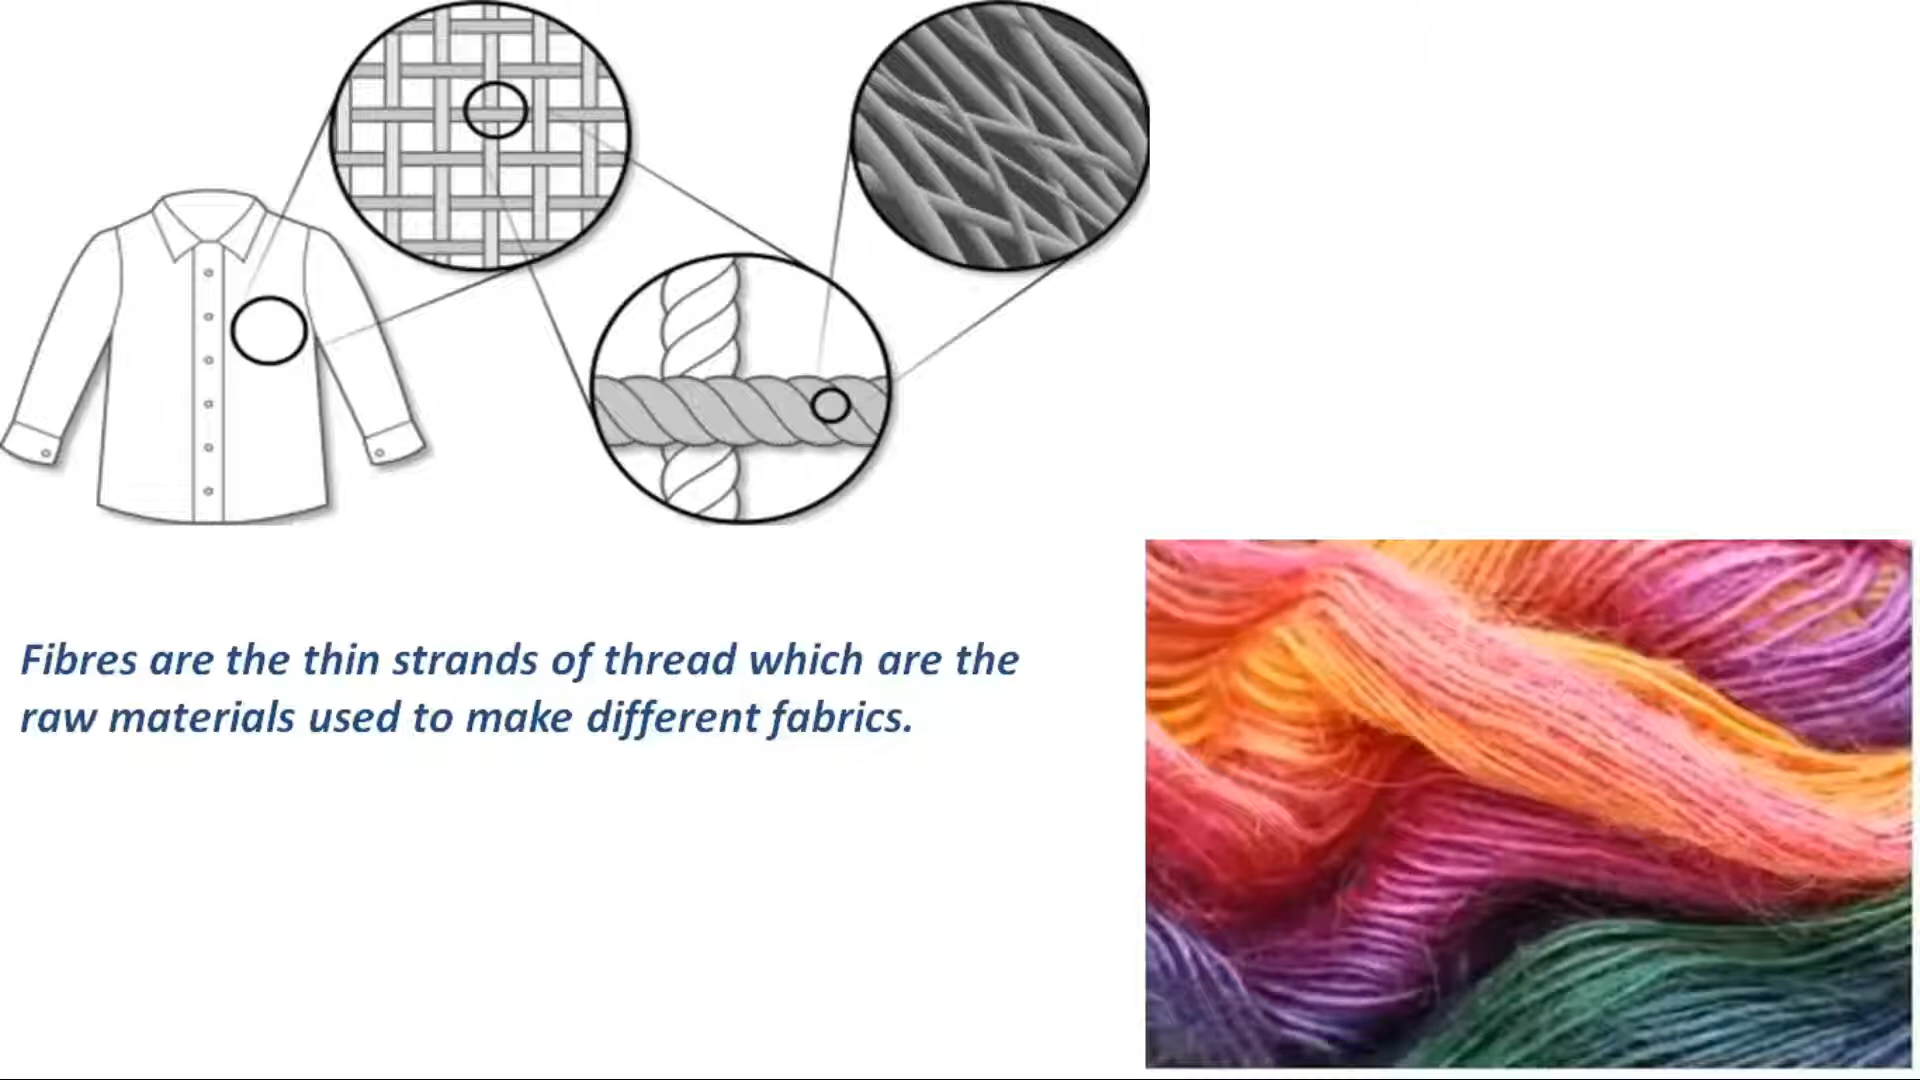 Fibres are the thin strands of thread which are the
raw materials used to make different fabrics.